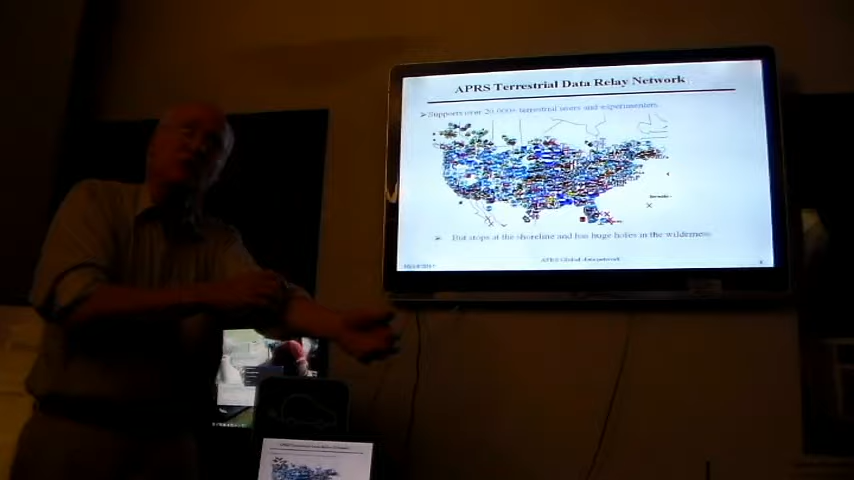 APRS Terrestrial Data Relay Network
➢Supports over 20,000+ terrestrial users and experimenters
➢ But stops at the shoreline and has huge holes in the wilderness
APRS Global data network